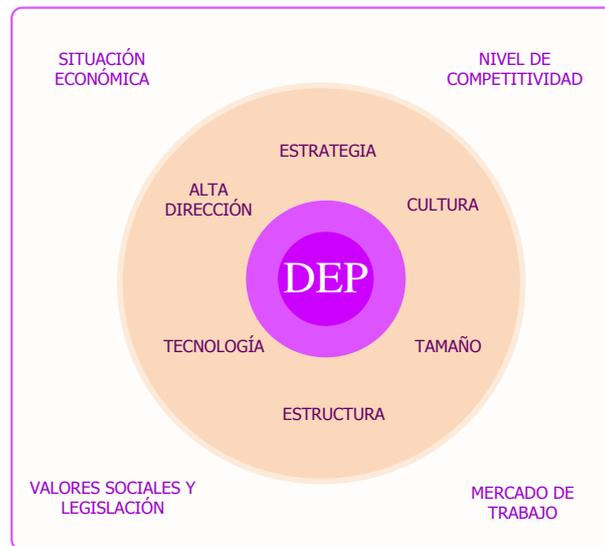 SITUACIÓN
ECONÓMICA
NIVEL DE
COMPETITIVIDAD
ESTRATEGIA
ALTA
DIRECCIÓN
CULTURA
DEP
TECNOLOGÍA
TAMAÑO
ESTRUCTURA
VALORES SOCIALES Y
LEGISLACIÓN
MERCADO DE
TRABAJO